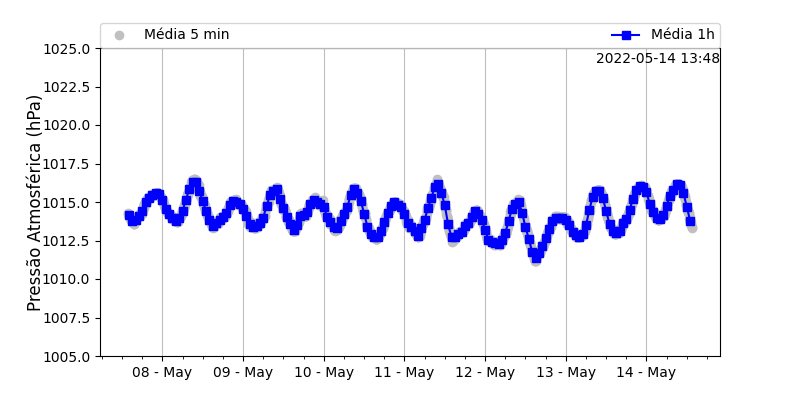 Média 5 min
Média 1h
2022-05-14 13:48
Pressão Atmosférica (hPa)
1025.0
1022.5
1020.0
1017.5
1015.0
1012.5
1010.0
1007.5
1005.0
08 - May
09 - May
10 - May
11 - May
12 - May
13 - May
14 - May